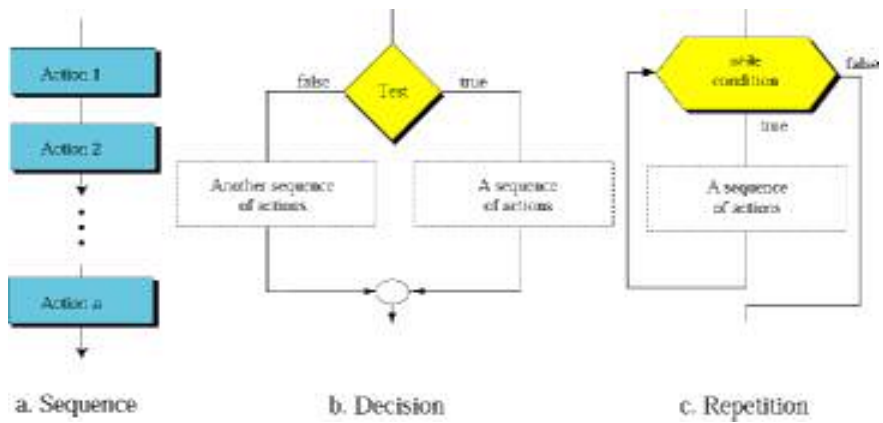 Action 1
Action 2
Action n
a. Sequence
false
true
Test
Another sequence
of actions
A sequence
of actions
b. Decision
while
condition
false
true
A sequence
of actions
c. Repetition